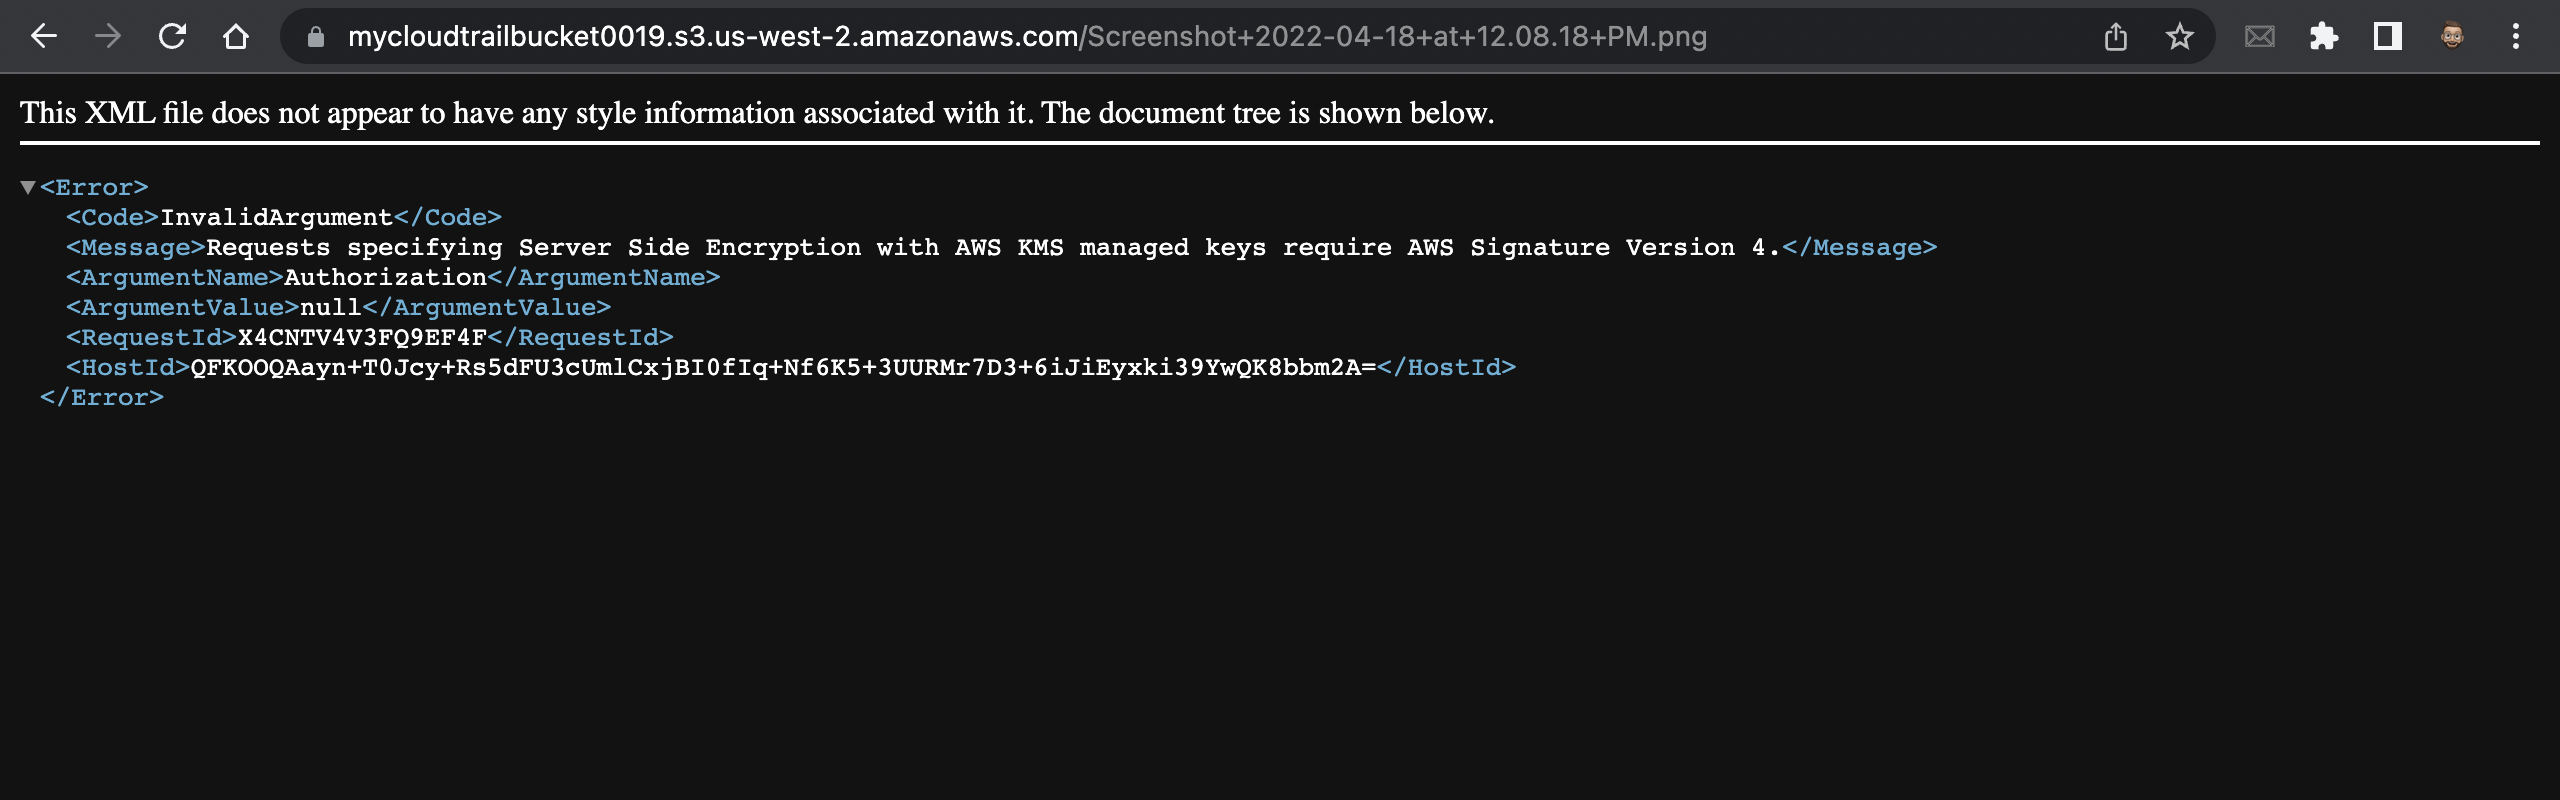 mycloudtrailbucket0019.s3.us-west-2.amazonaws.com/Screenshot+2022-04-18+at+12.08.18+PM.png
This XML file does not appear to have any style information associated with it. The document tree is shown below.
<Error>
<Code>InvalidArgument</Code>
<Message>Requests specifying Server Side Encryption with AWS KMS managed keys require AWS Signature Version 4.</Message>
<ArgumentName>Authorization</ArgumentName>
<ArgumentValue>null</ArgumentValue>
<RequestId>X4CNTV4V3FQ9EF4F</RequestId>
<HostId>QFKOOQAayn+T0Jcy+Rs5dFU3cUmlCxjBI0fIq+Nf6K5+3UURMr7D3+6iJiEyxki39YwQK8bbm2A=</HostId>
</Error>